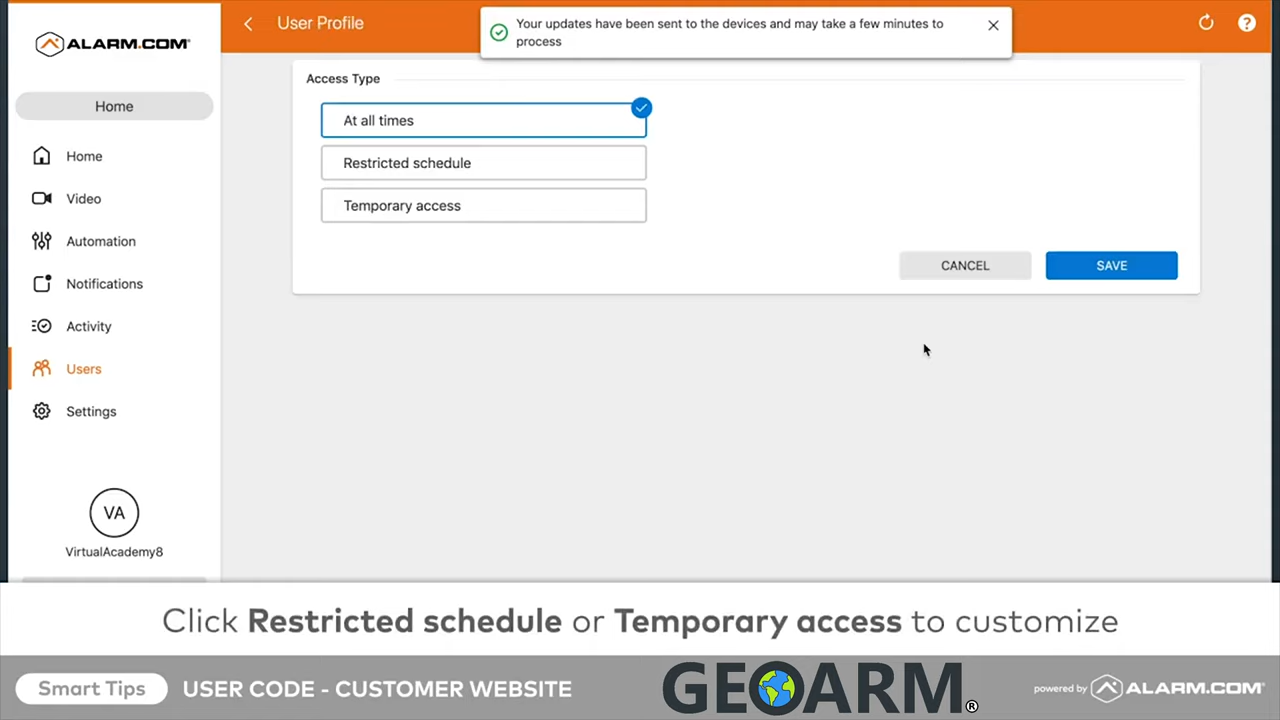 ALARM.COM®
User Profile
Your updates have been sent to the devices and may take a few minutes to
process
Home
Access Type
At all times
Restricted schedule
Temporary access
CANCEL
SAVE
Home
Video
Automation
Notifications
Activity
Users
Settings
VA
VirtualAcademy8
Click Restricted schedule or Temporary access to customize
Smart Tips
USER CODE - CUSTOMER WEBSITE
GEOARM®
powered by ALARM.COM®